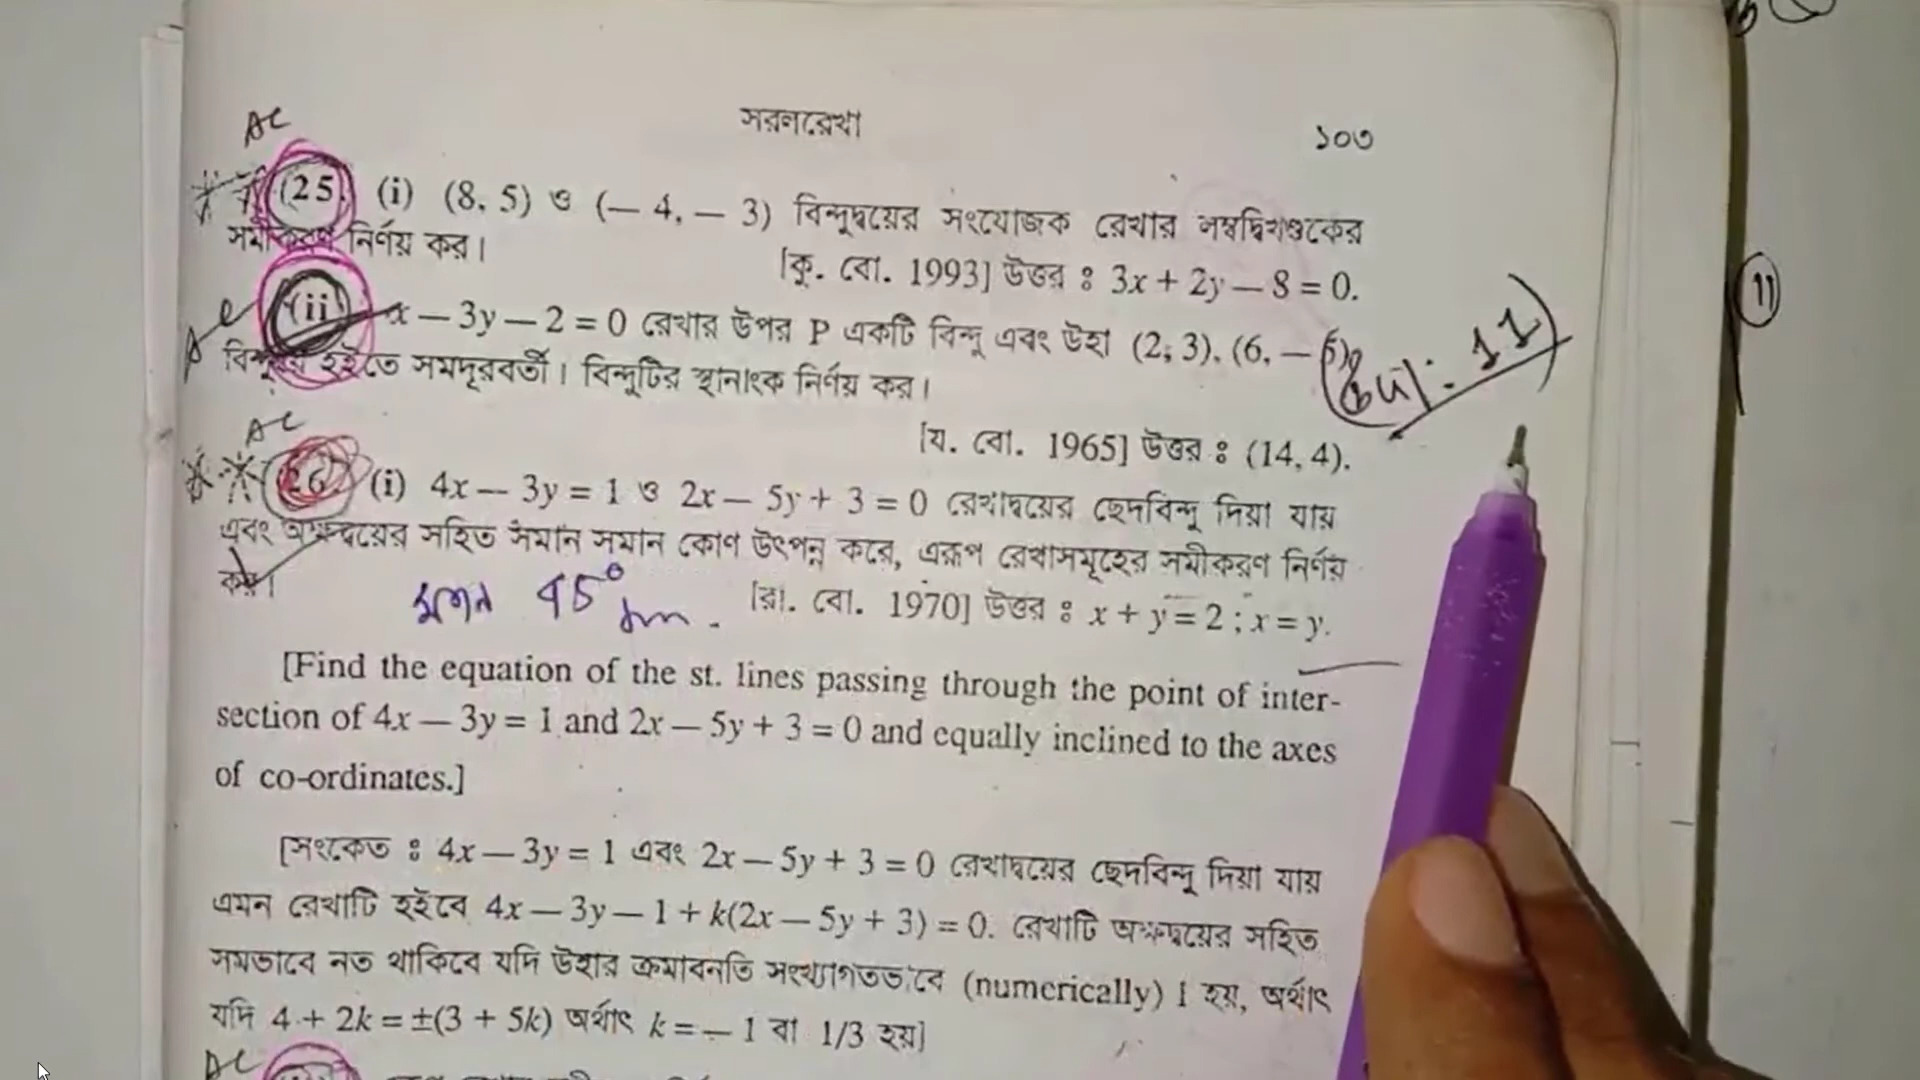 সরলরেখা ১০৩
AC
(25) (i) (8, 5) ও (— 4, — 3) বিন্দুদ্বয়ের সংযোজক রেখার লম্বদ্বিখণ্ডকের
সমীকরণ নির্ণয় কর।
[কু. বো. 1993] উত্তর ঃ 3x + 2y — 8 = 0.
(ii) x — 3y — 2 = 0 রেখার উপর P একটি বিন্দু এবং উহা (2, 3), (6, —
বিন্দুদ্বয় হইতে সমদূরবর্তী। বিন্দুটির স্থানাংক নির্ণয় কর।
11
[য. বো. 1965] উত্তর ঃ (14, 4).
AC
26 (i) 4x — 3y = 1 ও 2x — 5y + 3 = 0 রেখাদ্বয়ের ছেদবিন্দু দিয়া যায়
এবং অক্ষদ্বয়ের সহিত সমান সমান কোণ উৎপন্ন করে, এরূপ রেখাসমূহের সমীকরণ নির্ণয়
কর।
45°
[রা. বো. 1970] উত্তর ঃ x + y = 2 ; x = y.
[Find the equation of the st. lines passing through the point of inter-
section of 4x — 3y = 1 and 2x — 5y + 3 = 0 and equally inclined to the axes
of co-ordinates.]
[সংকেত ঃ 4x — 3y = 1 এবং 2x — 5y + 3 = 0 রেখাদ্বয়ের ছেদবিন্দু দিয়া যায়
এমন রেখাটি হইবে 4x — 3y — 1 + k(2x — 5y + 3) = 0. রেখাটি অক্ষদ্বয়ের সহিত
সমভাবে নত থাকিবে যদি উহার ক্রমাবনতি সংখ্যাগতভাবে (numerically) 1 হয়, অর্থাৎ
যদি 4 + 2k = ±(3 + 5k) অর্থাৎ k = — 1 বা 1/3 হয়]
AC